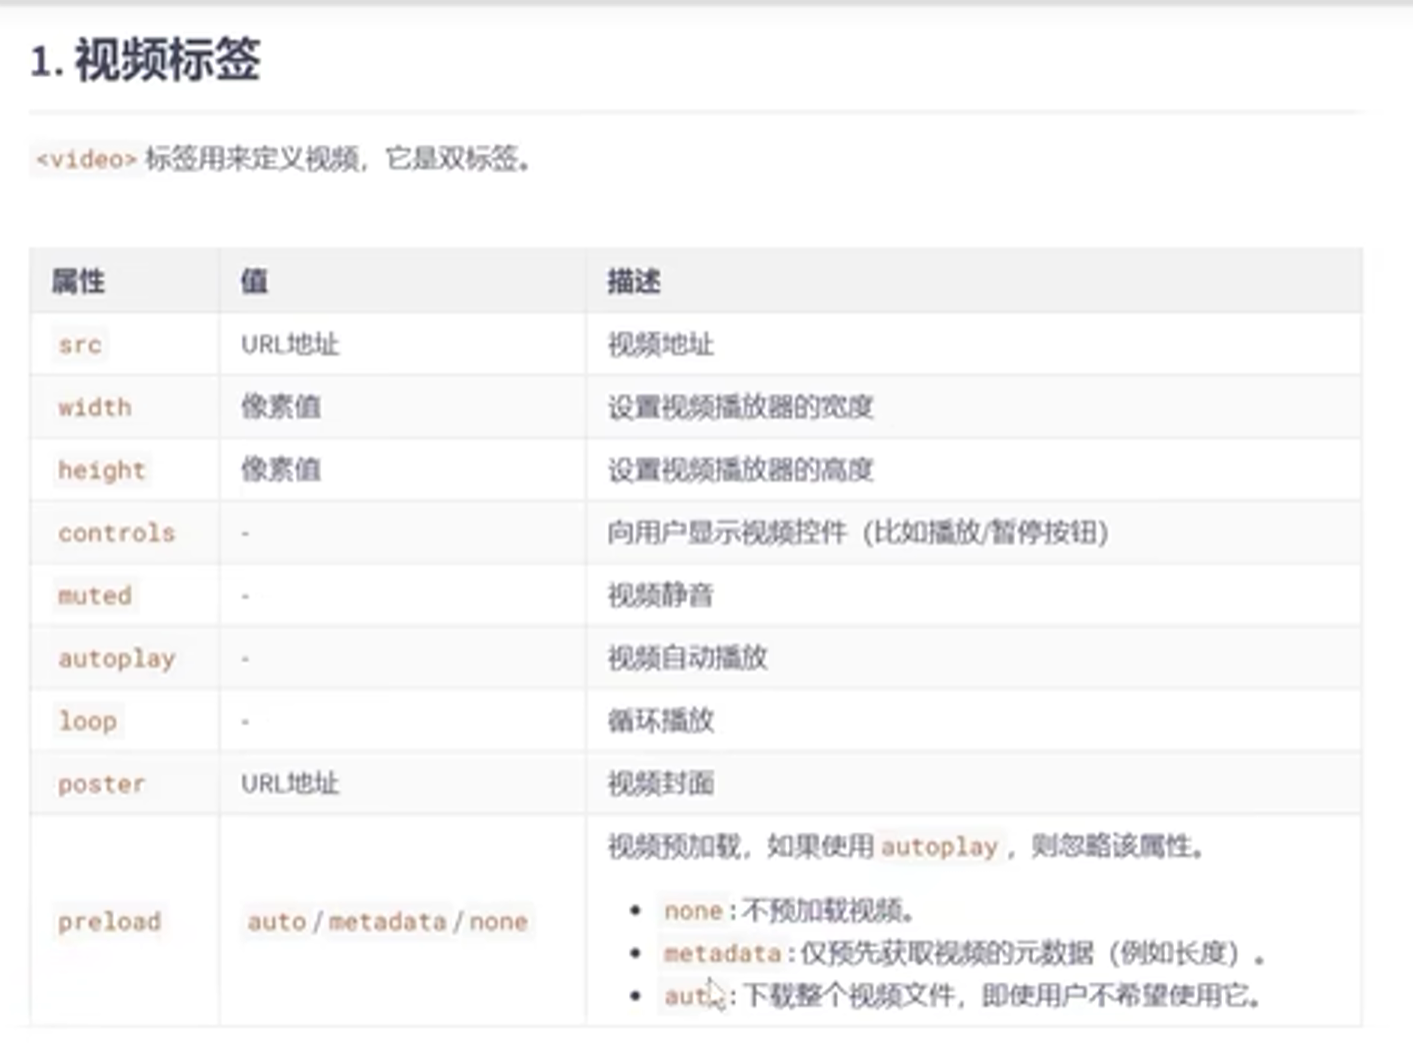 1. 视频标签
<video> 标签用来定义视频，它是双标签。
属性 值 描述
src URL地址 视频地址
width 像素值 设置视频播放器的宽度
height 像素值 设置视频播放器的高度
controls - 向用户显示视频控件（比如播放/暂停按钮）
muted - 视频静音
autoplay - 视频自动播放
loop - 循环播放
poster URL地址 视频封面
视频预加载，如果使用 autoplay ，则忽略该属性。
preload auto / metadata / none
• none : 不预加载视频。
• metadata : 仅预先获取视频的元数据（例如长度）。
• auto : 下载整个视频文件，即使用户不希望使用它。